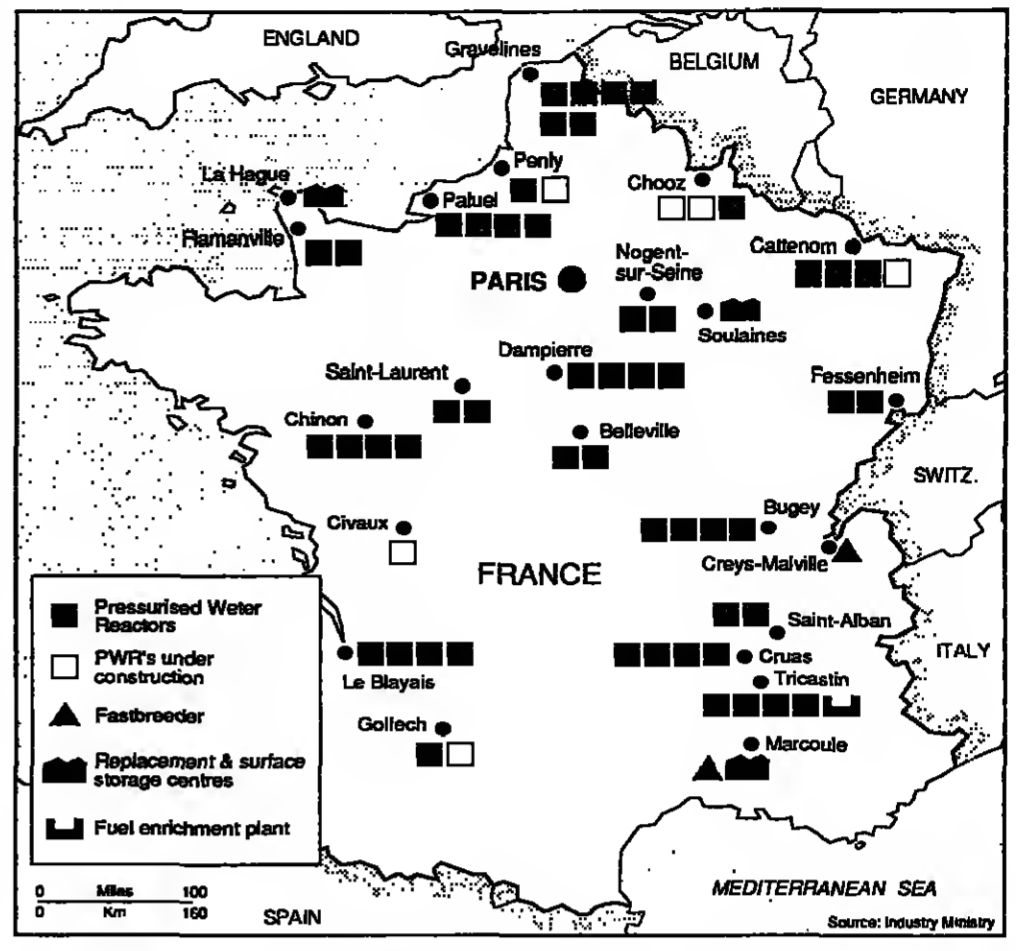 ENGLAND
Gravelines
BELGIUM
GERMANY
Penly
La Hague
Paluel
Chooz
Flamanville
Cattenom
Nogent-
sur-Seine
PARIS
Soulaines
Dampierre
Saint-Laurent
Fessenheim
Chinon
Belleville
SWITZ.
Civaux
Bugey
Creys-Malville
FRANCE
Pressurised Weter
Reactors
Saint-Alban
PWR's under
construction
Cruas
ITALY
Tricastin
Le Blayais
Fastbreeder
Golfech
Marcoule
Replacement & surface
storage centres
Fuel enrichment plant
0 Miles 100
0 Km 160
MEDITERRANEAN SEA
SPAIN
Source: Industry Ministry